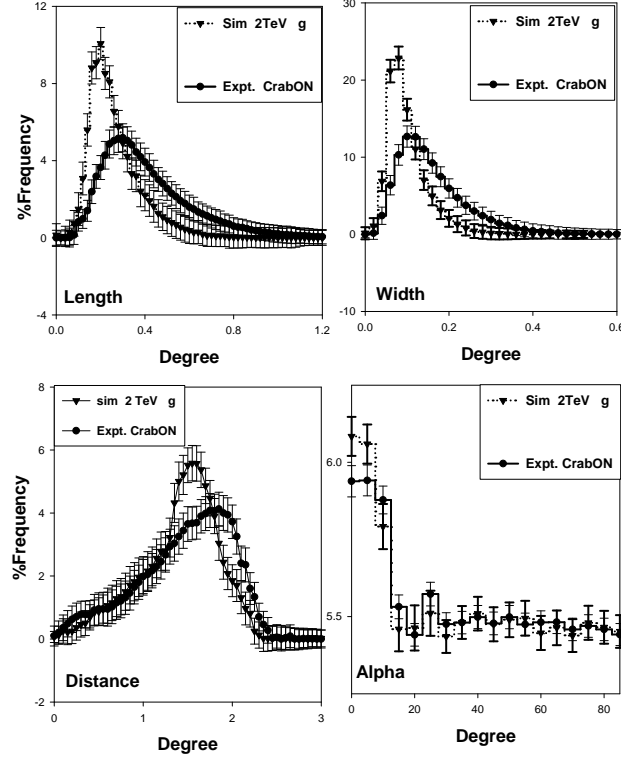 12
8
4
0
-4
%Frequency
Sim 2TeV g
Expt. CrabON
Length
0.0 0.4 0.8 1.2
Degree
30
20
10
0
-10
Sim 2TeV g
Expt. CrabON
Width
0.0 0.2 0.4 0.6
Degree
8
6
4
2
0
-2
%Frequency
sim 2 TeV g
Expt. CrabON
Distance
0 1 2 3
Degree
6.0
5.5
Sim 2TeV g
Expt. CrabON
Alpha
0 20 40 60 80
Degree